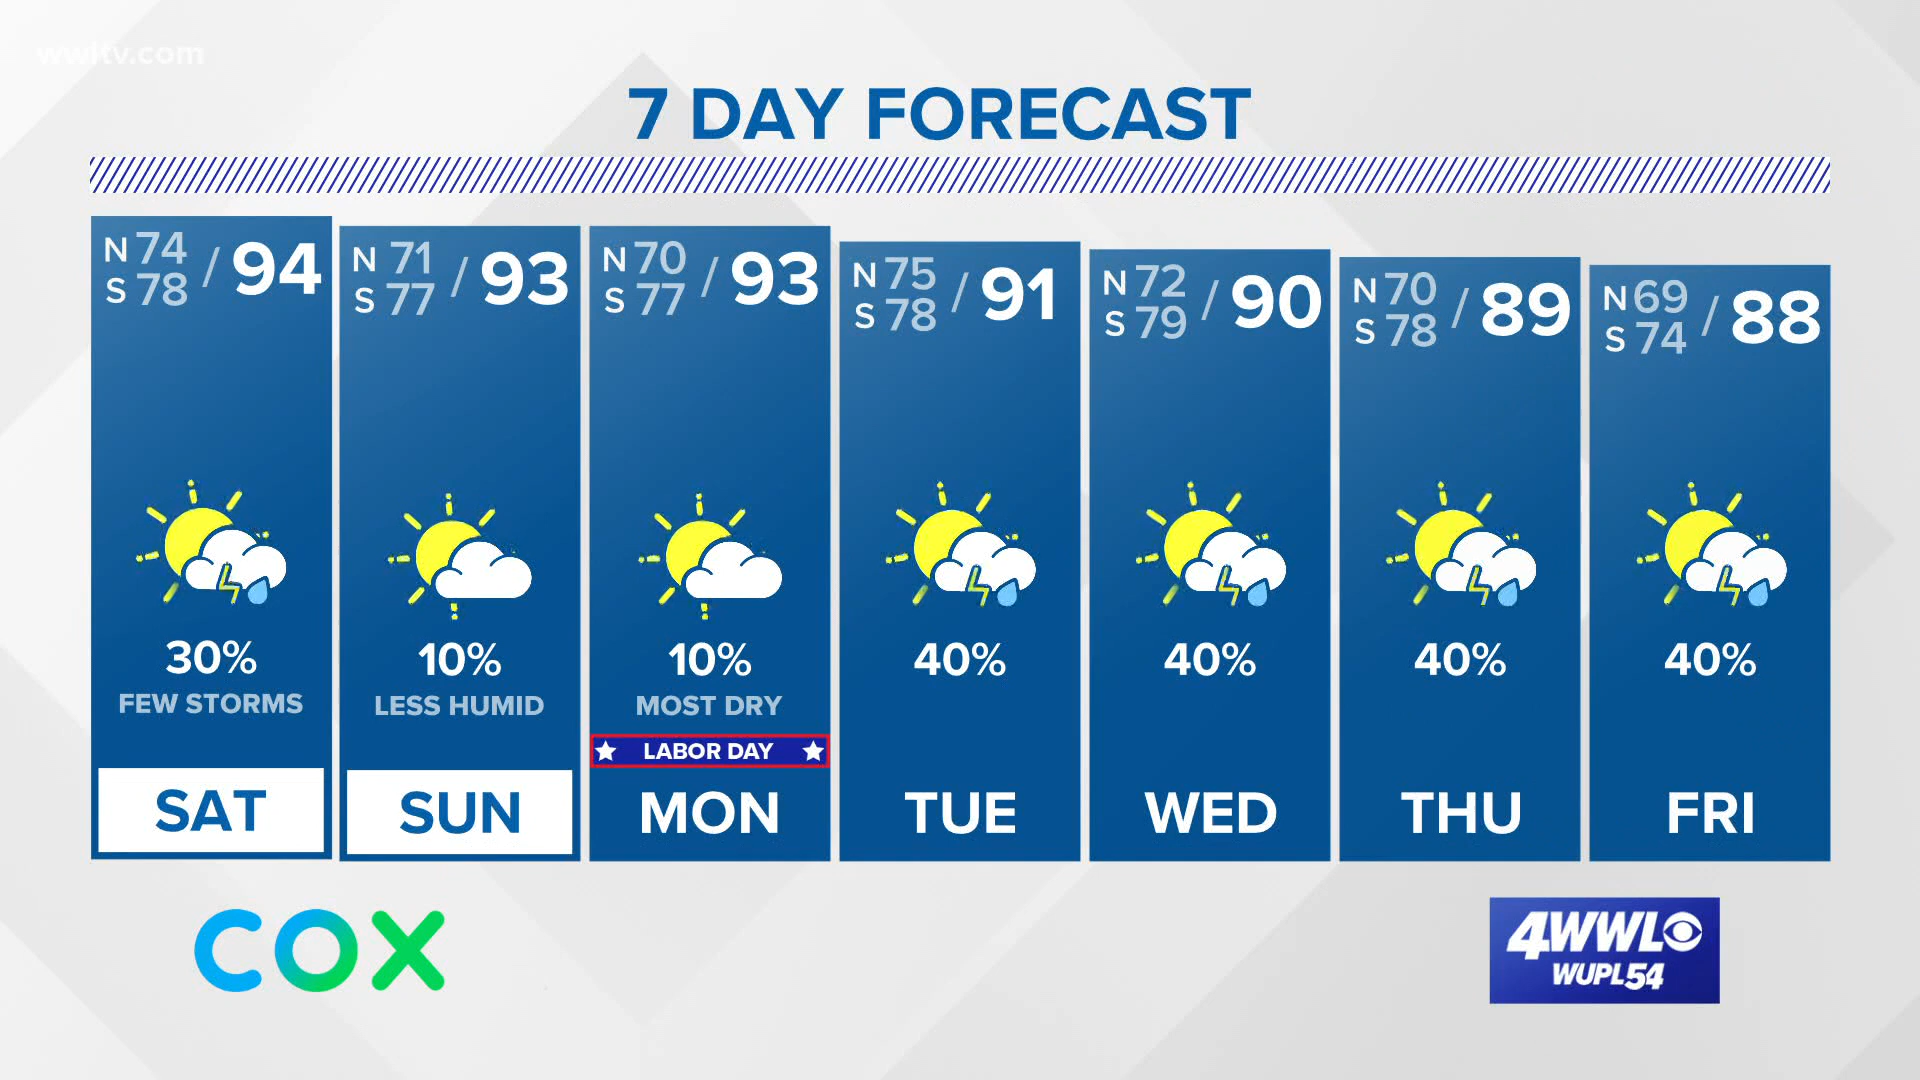 wwltv.com
7 DAY FORECAST
N 74
S 78 / 94
30%
FEW STORMS
SAT
N 71
S 77 / 93
10%
LESS HUMID
SUN
N 70
S 77 / 93
10%
MOST DRY
LABOR DAY
MON
N 75
S 78 / 91
40%
TUE
N 72
S 79 / 90
40%
WED
N 70
S 78 / 89
40%
THU
N 69
S 74 / 88
40%
FRI
COX
4WWL
WUPL54